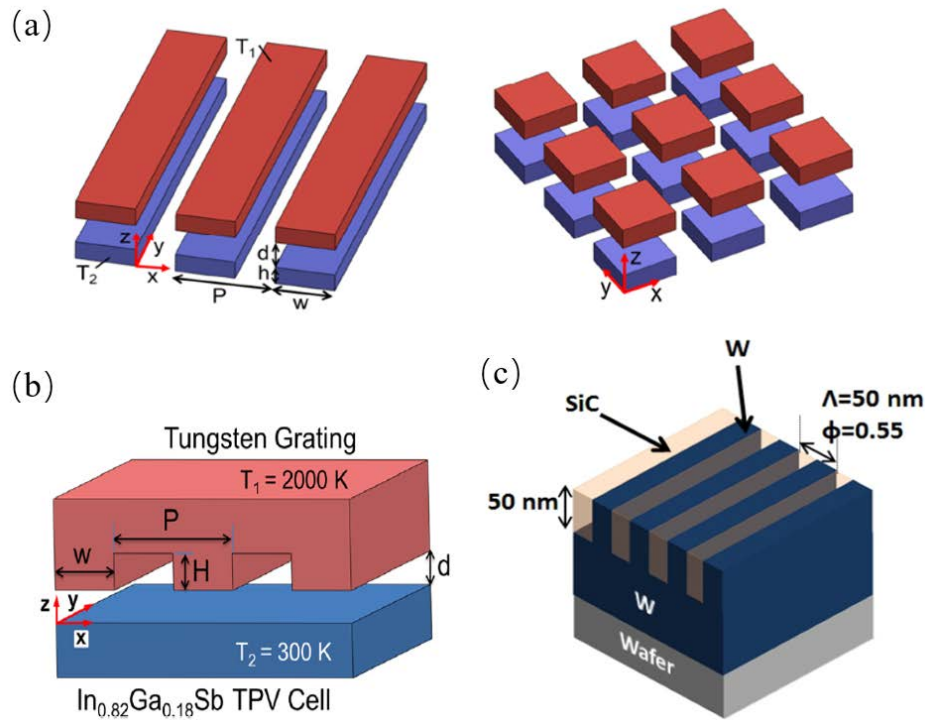 (a)
T₁
z
y
d
h
T₂
x
P
w
z
y
x
(b)
Tungsten Grating
T₁ = 2000 K
P
w
H
d
z
y
x
T₂ = 300 K
In₀.₈₂Ga₀.₁₈Sb TPV Cell
(c)
W
SiC
Λ=50 nm
ϕ=0.55
50 nm
W
Wafer